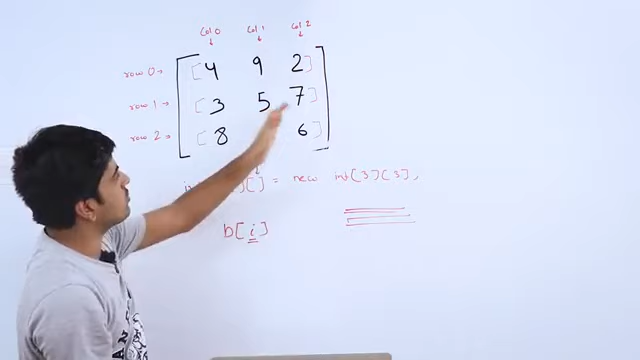 col 0 col 1 col 2
row 0 → [ 4 9 2 ]
row 1 → [ 3 5 7 ]
row 2 → [ 8 6 ]
[ ] = new int[3][3],
b[i]